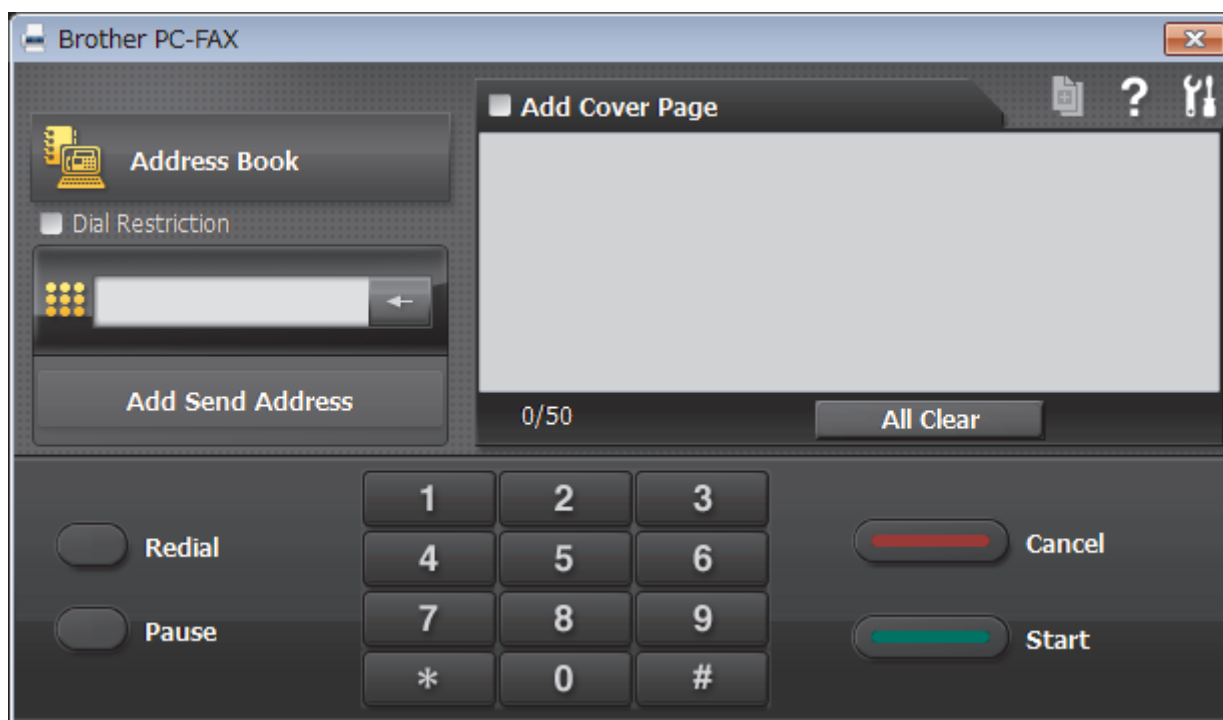 Brother PC-FAX
Add Cover Page
?
Address Book
Dial Restriction
Add Send Address
0/50
All Clear
1 2 3
Redial
4 5 6
Cancel
Pause
7 8 9
Start
* 0 #